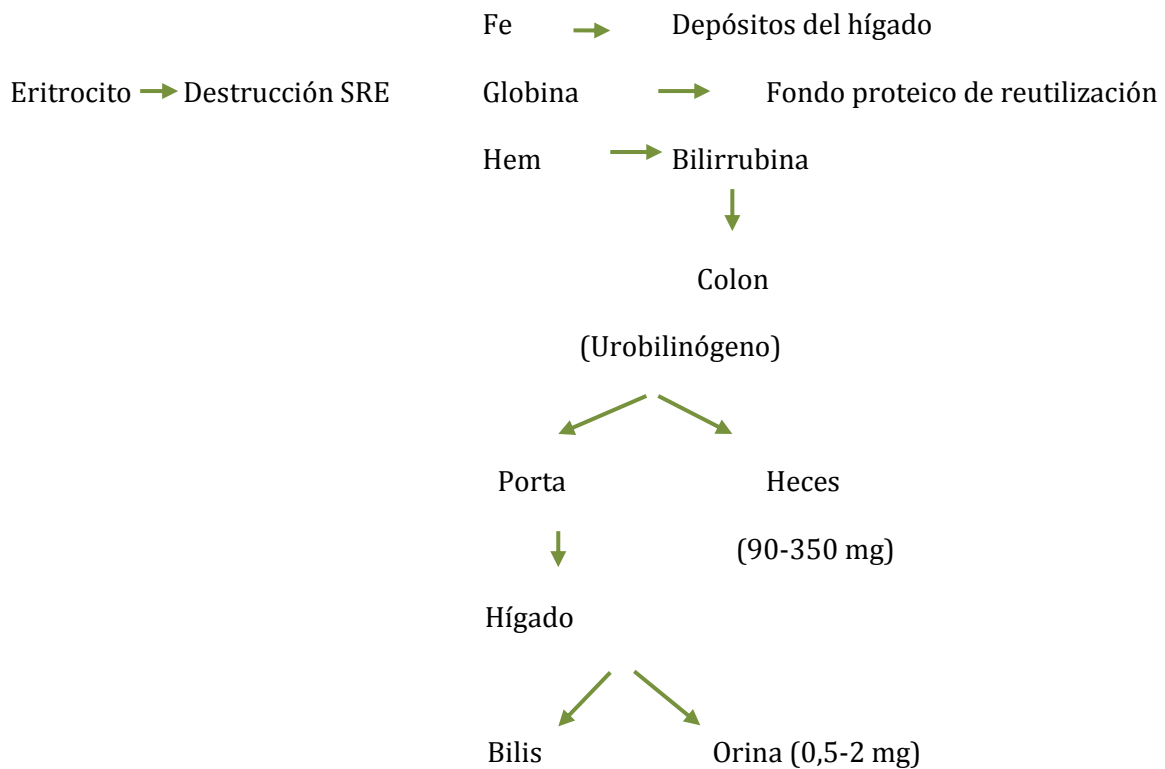 Fe Depósitos del hígado
Eritrocito Destrucción SRE Globina Fondo proteico de reutilización
Hem Bilirrubina
Colon
(Urobilinógeno)
Porta Heces
(90-350 mg)
Hígado
Bilis Orina (0,5-2 mg)